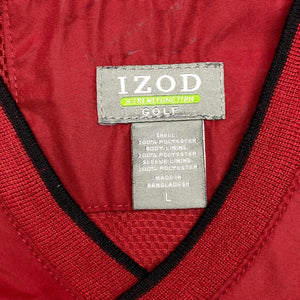 IZOD
GOLF
SHELL:
100% POLYESTER
BODY LINING:
100% POLYESTER
SLEEVE LINING:
100% POLYESTER
MADE IN
BANGLADESH
L